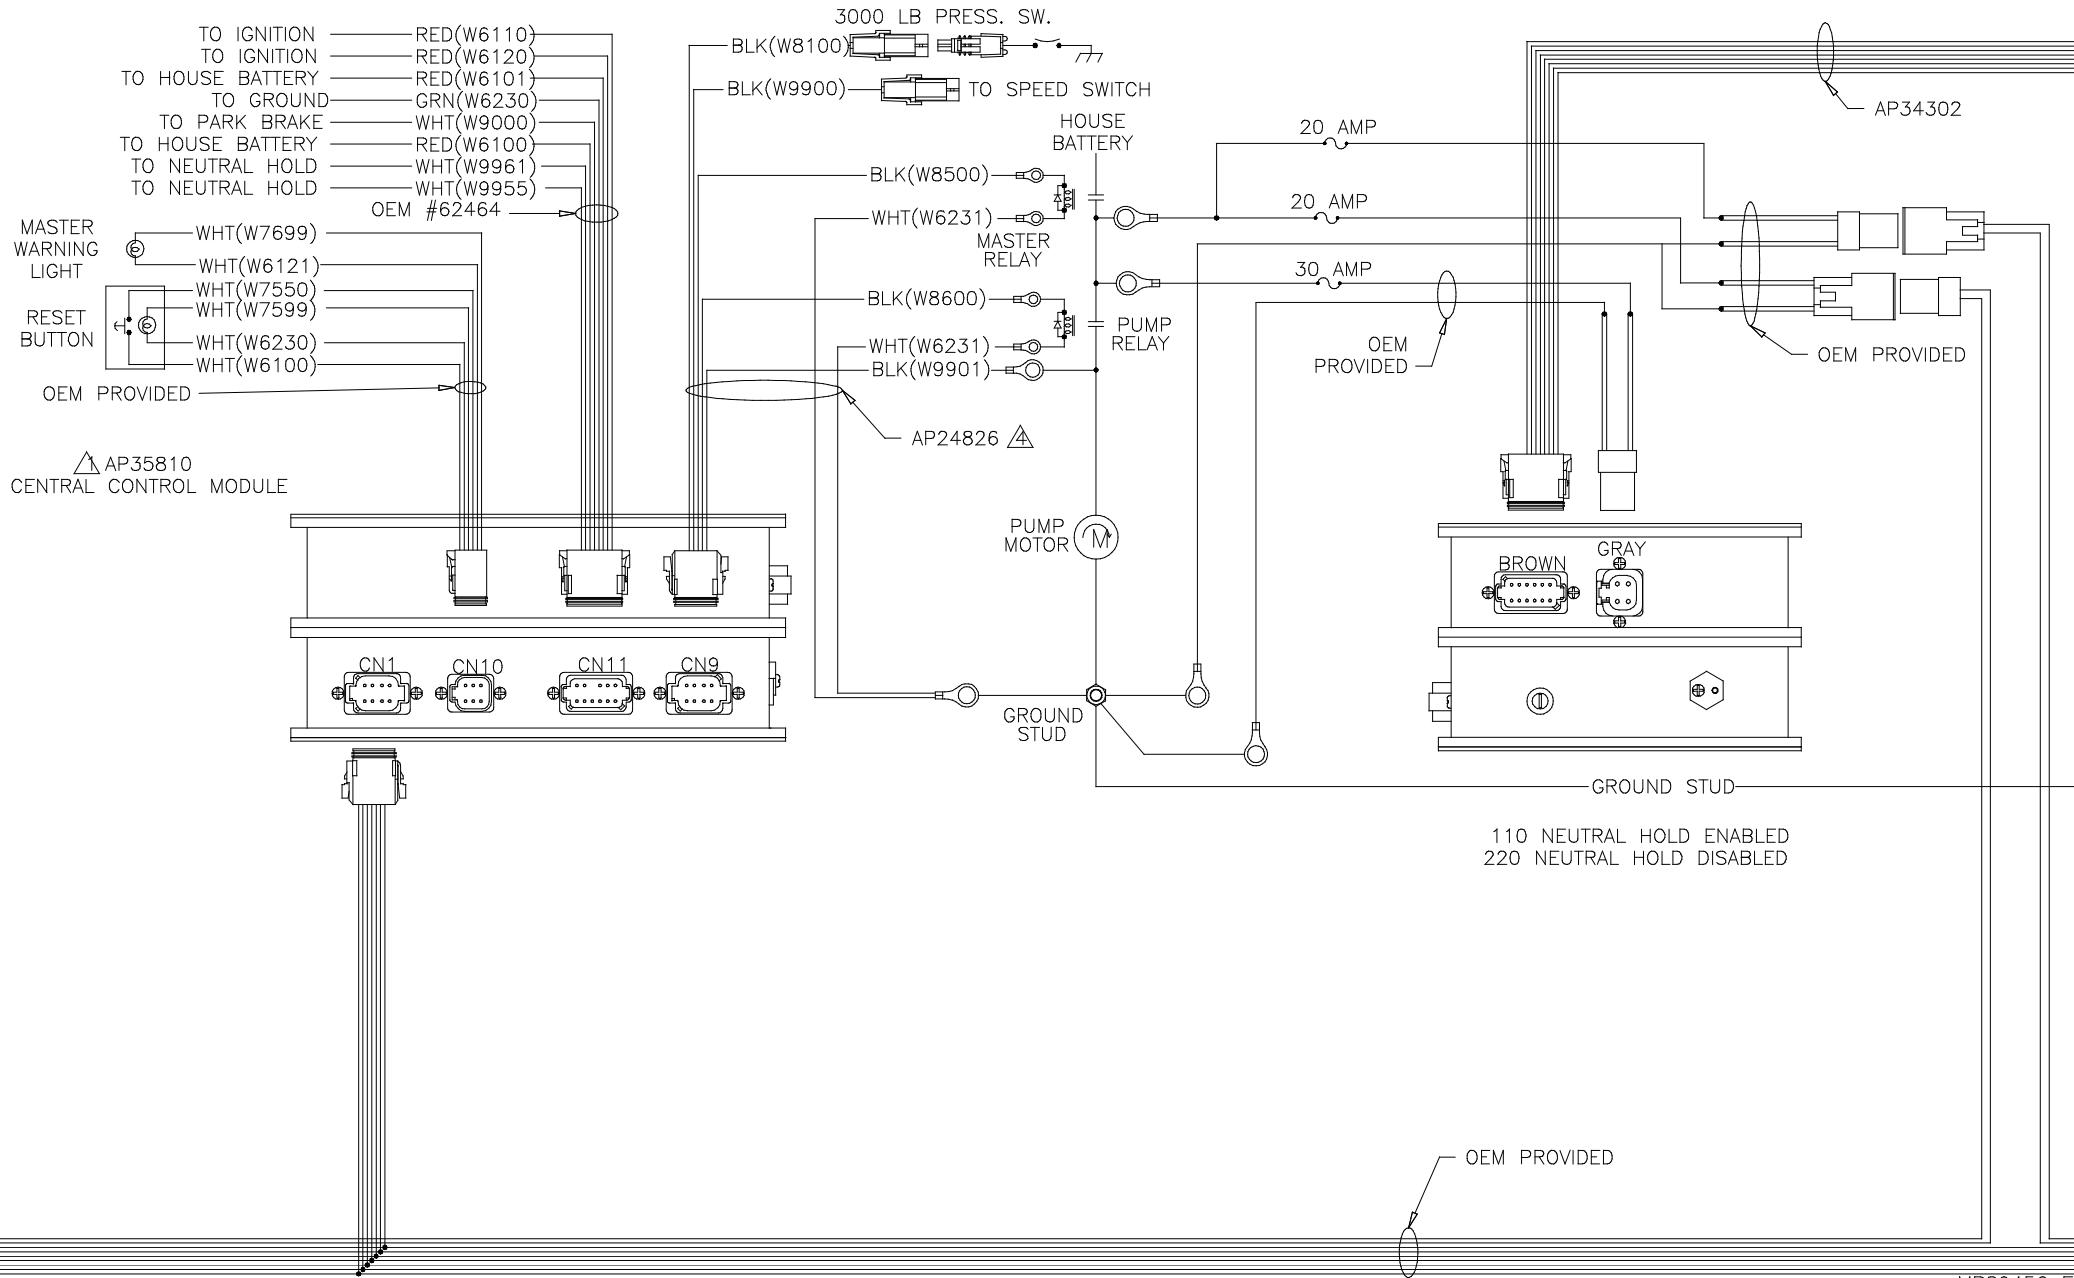 3000 LB PRESS. SW.
TO IGNITION RED(W6110)
TO IGNITION RED(W6120)
TO HOUSE BATTERY RED(W6101)
TO GROUND GRN(W6230)
TO PARK BRAKE WHT(W9000)
TO HOUSE BATTERY RED(W6100)
TO NEUTRAL HOLD WHT(W9961)
TO NEUTRAL HOLD WHT(W9955)
OEM #62464
BLK(W8100)
BLK(W9900) TO SPEED SWITCH
AP34302
HOUSE
BATTERY
20 AMP
20 AMP
30 AMP
BLK(W8500)
WHT(W6231)
MASTER
RELAY
BLK(W8600)
PUMP
RELAY
WHT(W6231)
BLK(W9901)
MASTER
WARNING
LIGHT
WHT(W7699)
WHT(W6121)
WHT(W7550)
WHT(W7599)
RESET
BUTTON
WHT(W6230)
WHT(W6100)
OEM PROVIDED
OEM
PROVIDED
OEM PROVIDED
AP24826 4
1 AP35810
CENTRAL CONTROL MODULE
PUMP
MOTOR
M
BROWN
GRAY
CN1
CN10
CN11
CN9
GROUND
STUD
GROUND STUD
110 NEUTRAL HOLD ENABLED
220 NEUTRAL HOLD DISABLED
OEM PROVIDED